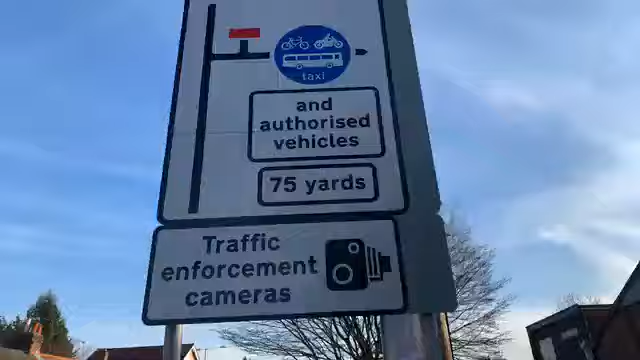 taxi
and
authorised
vehicles
75 yards
Traffic
enforcement
cameras